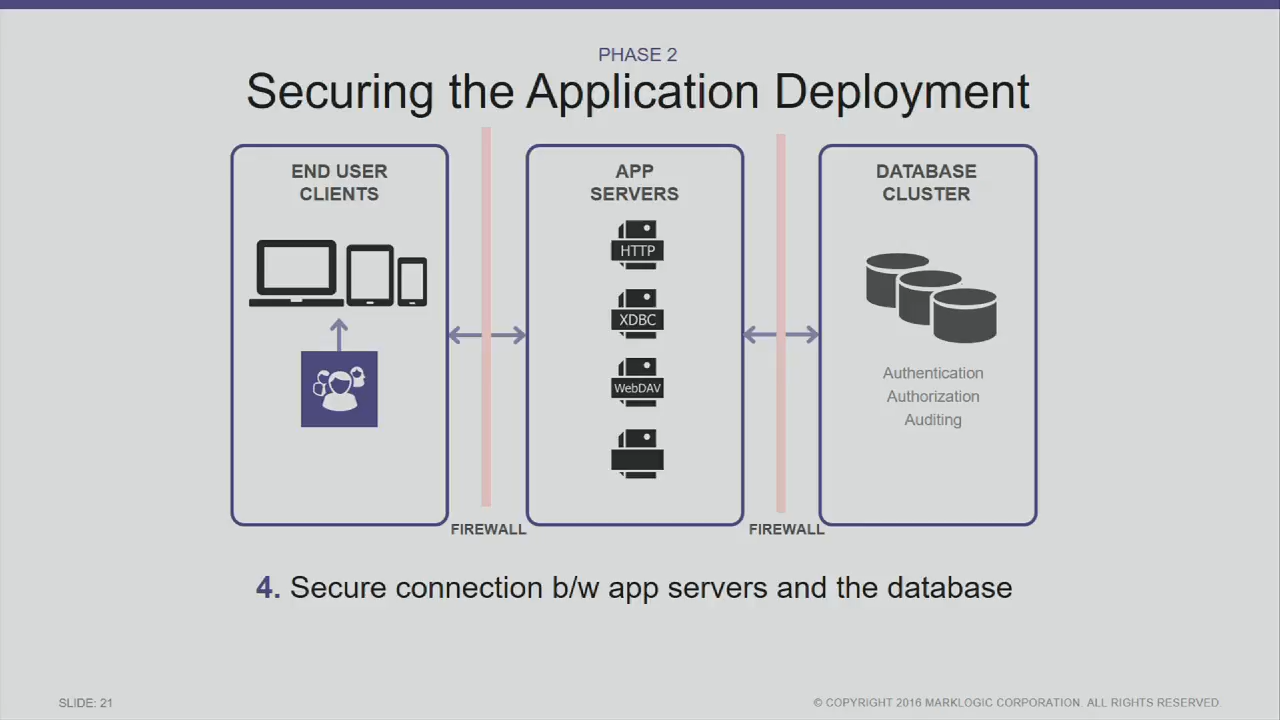 PHASE 2
Securing the Application Deployment
END USER
CLIENTS
APP
SERVERS
HTTP
XDBC
WebDAV
DATABASE
CLUSTER
Authentication
Authorization
Auditing
FIREWALL
FIREWALL
4. Secure connection b/w app servers and the database
SLIDE: 21
© COPYRIGHT 2016 MARKLOGIC CORPORATION. ALL RIGHTS RESERVED.